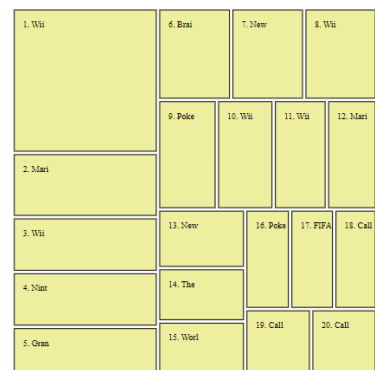 1. Wii
2. Mari
3. Wii
4. Nint
5. Gran
6. Brai
7. New
8. Wii
9. Poke
10. Wii
11. Wii
12. Mari
13. New
14. The
15. Worl
16. Poke
17. FIFA
18. Call
19. Call
20. Call